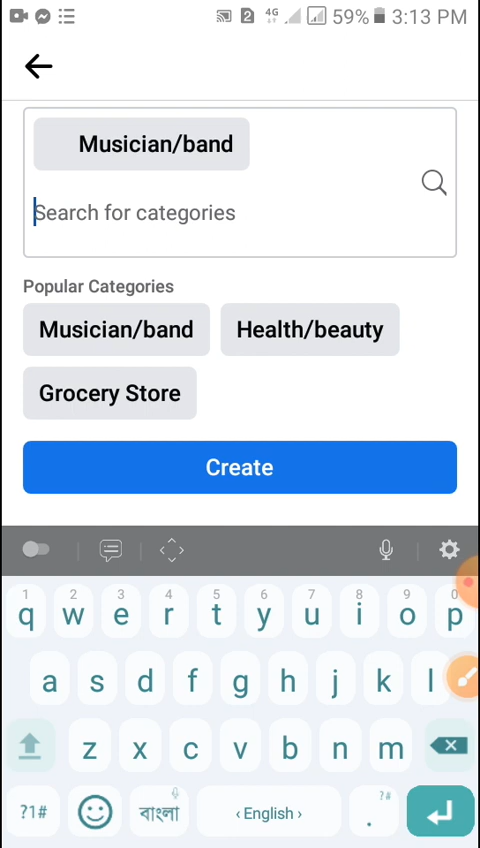 2 4G 59% 3:13 PM
Musician/band
Search for categories
Popular Categories
Musician/band Health/beauty
Grocery Store
Create
1 2 3 4 5 6 7 8 9 0
q w e r t y u i o p
a s d f g h j k l
z x c v b n m
?1# বাংলা ‹ English › . ?#